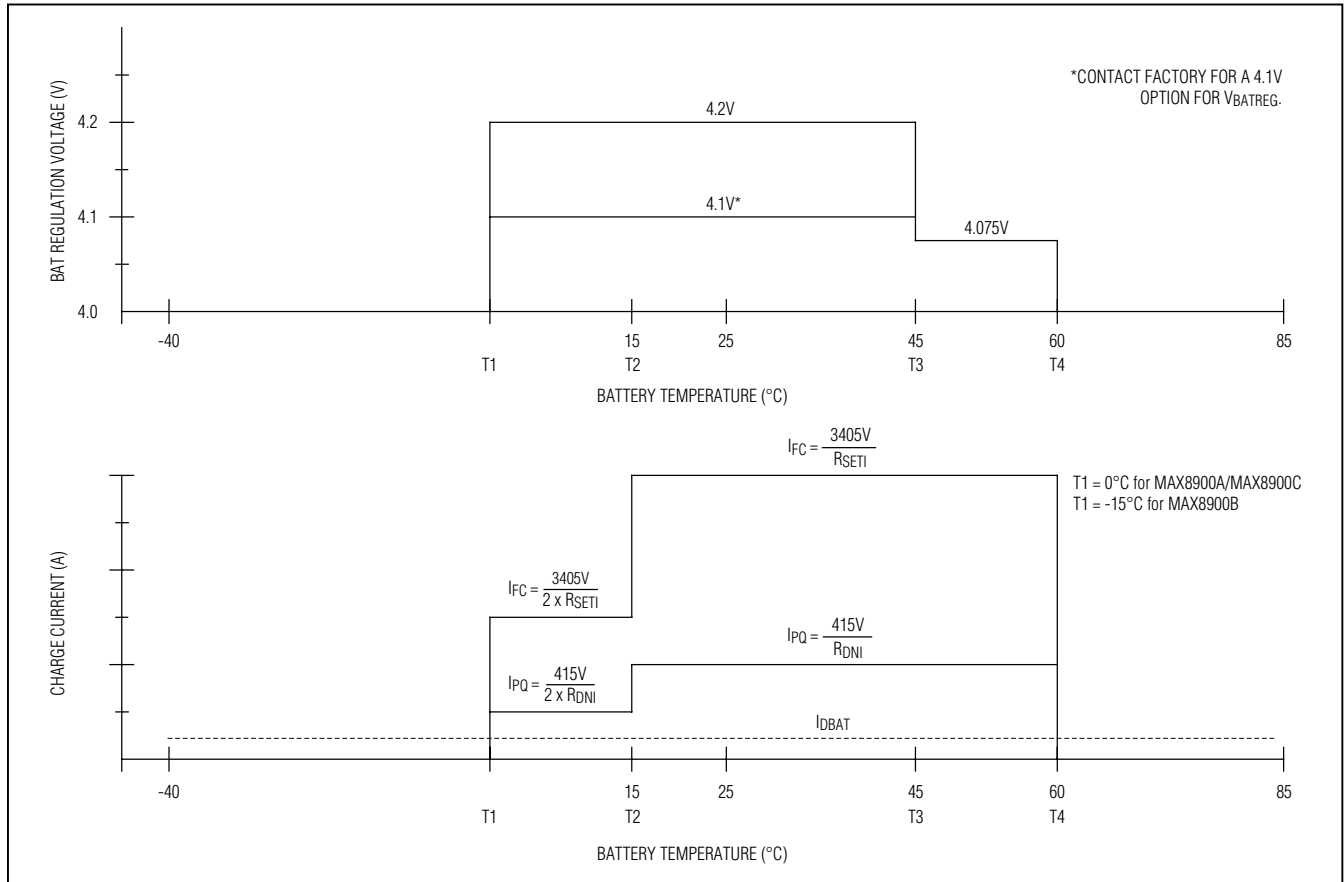 *CONTACT FACTORY FOR A 4.1V
OPTION FOR VBATREG.
BAT REGULATION VOLTAGE (V)
4.2
4.1
4.0
4.2V
4.1V*
4.075V
-40
15
25
45
60
85
T1
T2
T3
T4
BATTERY TEMPERATURE (°C)
CHARGE CURRENT (A)
IFC = 3405V
RSETI
T1 = 0°C for MAX8900A/MAX8900C
T1 = -15°C for MAX8900B
IFC = 3405V
2 x RSETI
IPQ = 415V
RDNI
IPQ = 415V
2 x RDNI
IDBAT
-40
15
25
45
60
85
T1
T2
T3
T4
BATTERY TEMPERATURE (°C)